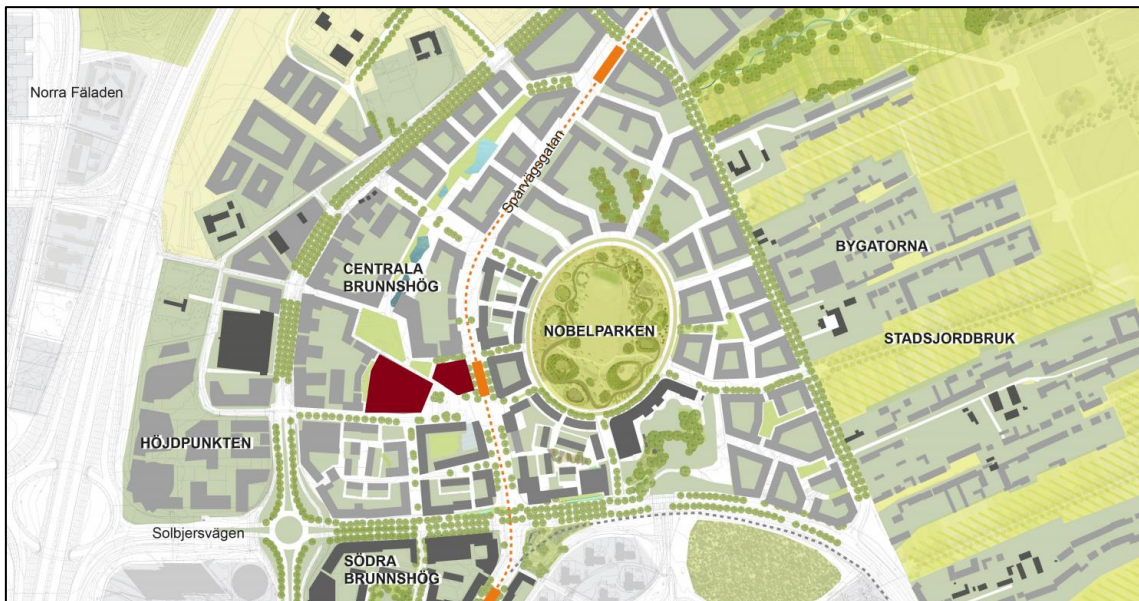 Norra Fäladen
Spårvägsgatan
BYGATORNA
CENTRALA
BRUNNSHÖG
NOBELPARKEN
STADSJORDBRUK
HÖJDPUNKTEN
Solbjersvägen
SÖDRA
BRUNNSHÖG